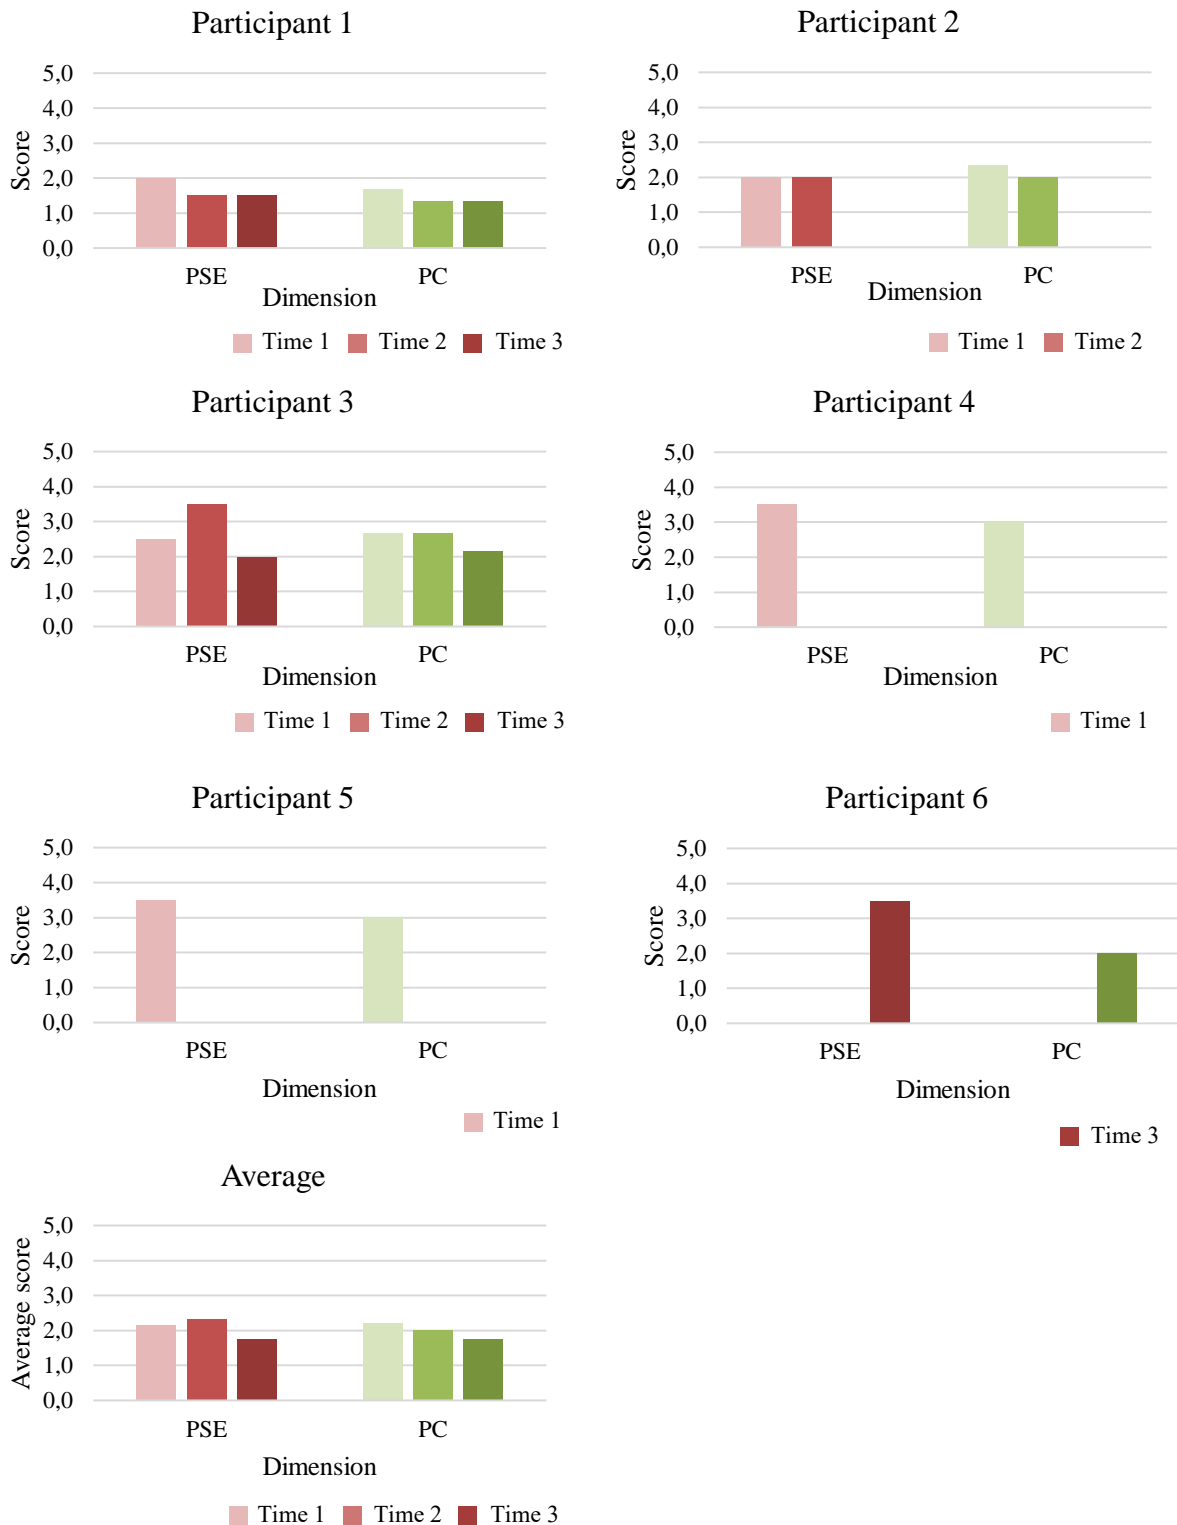 Participant 1
5,0
4,0
3,0
2,0
1,0
0,0
Score
PSE
PC
Dimension
Time 1 Time 2 Time 3
Participant 2
5,0
4,0
3,0
2,0
1,0
0,0
Score
PSE
PC
Dimension
Time 1 Time 2
Participant 3
5,0
4,0
3,0
2,0
1,0
0,0
Score
PSE
PC
Dimension
Time 1 Time 2 Time 3
Participant 4
5,0
4,0
3,0
2,0
1,0
0,0
Score
PSE
PC
Dimension
Time 1
Participant 5
5,0
4,0
3,0
2,0
1,0
0,0
Score
PSE
PC
Dimension
Time 1
Participant 6
5,0
4,0
3,0
2,0
1,0
0,0
Score
PSE
PC
Dimension
Time 3
Average
5,0
4,0
3,0
2,0
1,0
0,0
Average score
PSE
PC
Dimension
Time 1 Time 2 Time 3